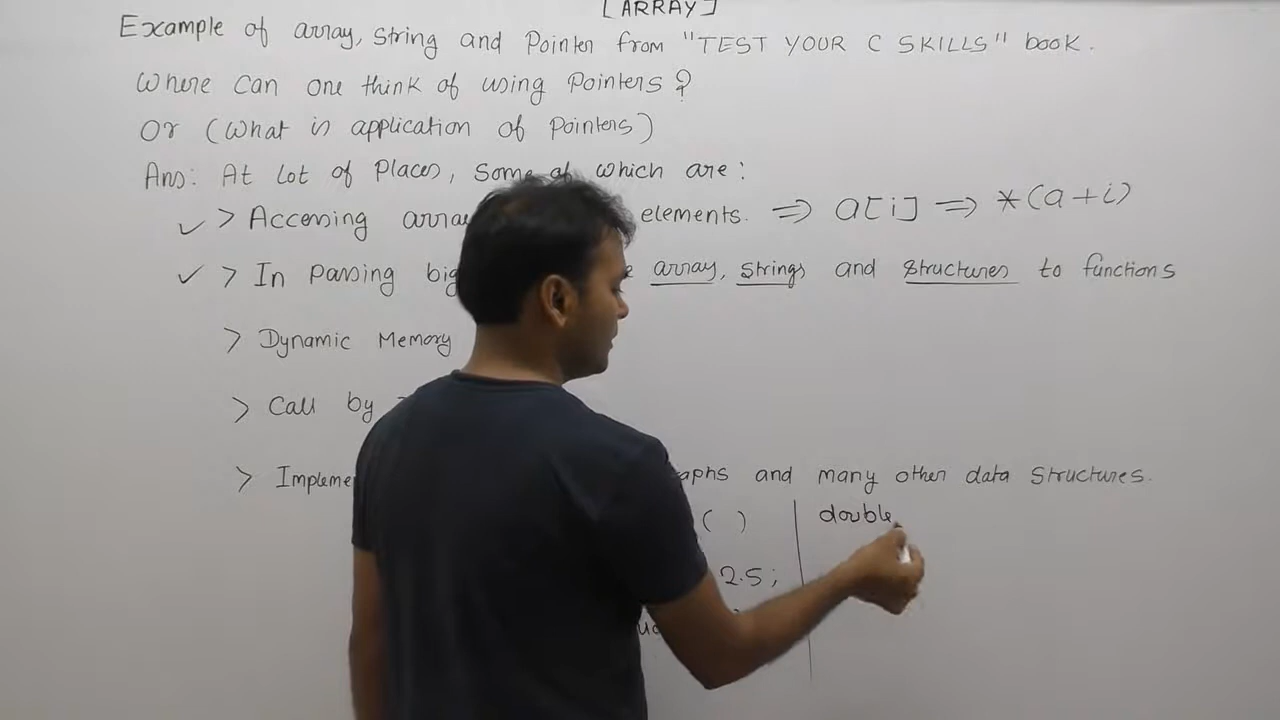 [ARRAY]
Example of array, string and Pointer from "TEST YOUR C SKILLS" book.
Where can one think of using Pointers?
Or (What is application of Pointers)
Ans: At Lot of Places, Some of which are:
✓ > Accessing array elements. ⇒ a[i] ⇒ *(a+i)
✓ > In Passing big array, strings and structures to functions
> Dynamic Memory
> Call by
> and many other data structures.
( ) double
2.5;